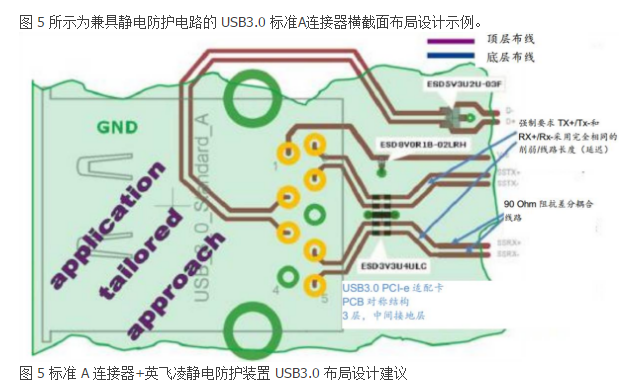 图 5 所示为兼具静电防护电路的 USB3.0 标准A连接器横截面布局设计示例。
顶层布线
底层布线
ESD5V3U2U-03F
GND
D-
D+
强制要求 TX+/Tx-和
RX+/Rx-采用完全相同的
削弱/线路长度（延迟）
ESD8V0R1B-02LRH
1
SSTX+
SSTX-
USB_3.0_Standard_A
application
tailored
approach
90 Ohm 阻抗差分耦合
线路
SSRX+
SSRX-
ESD3V3U4ULC
4
5
USB3.0 PCI-e 适配卡
PCB 对称结构
3 层，中间接地层
图 5 标准 A 连接器+英飞凌静电防护装置 USB3.0 布局设计建议